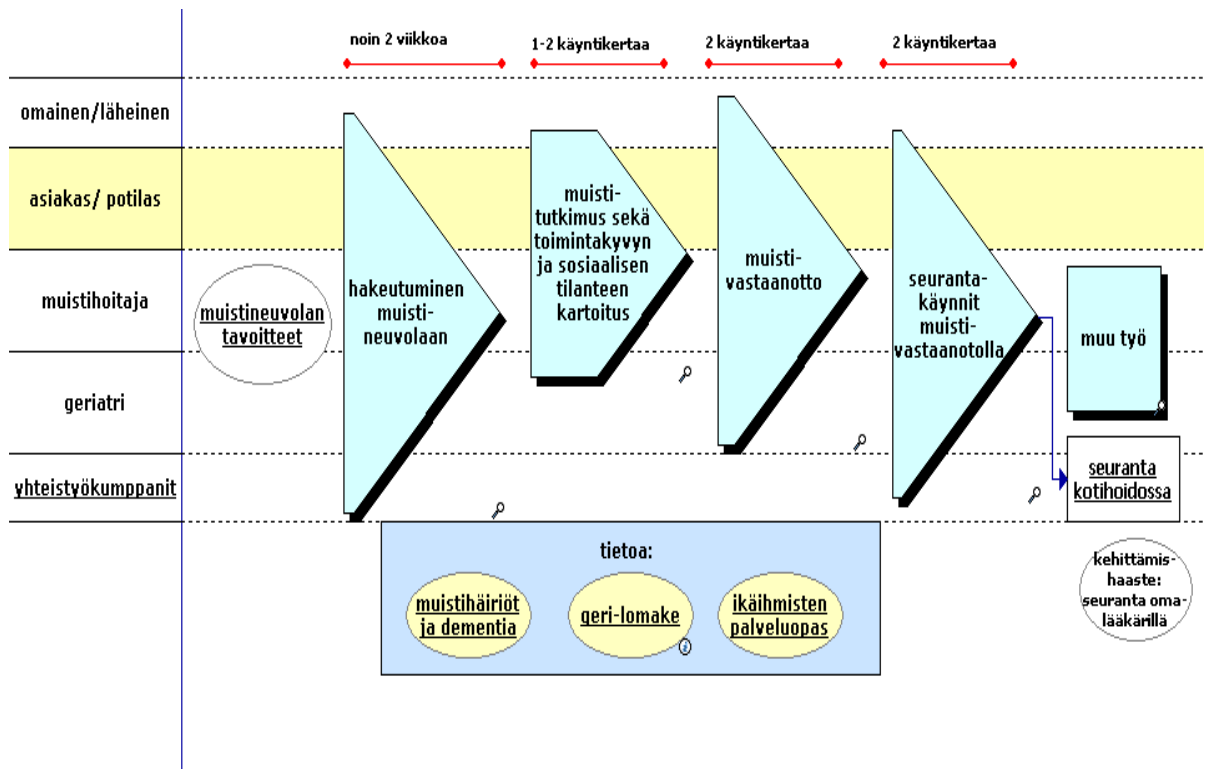 noin 2 viikkoa
1-2 käyntikertaa
2 käyntikertaa
2 käyntikertaa
omainen/läheinen
asiakas/ potilas
muistihoitaja
geriatri
yhteistyökumppanit
muistineuvolan
tavoitteet
hakeutuminen
muisti-
neuvolaan
muisti-
tutkimus sekä
toimintakyvyn
ja sosiaalisen
tilanteen
kartoitus
muisti-
vastaanotto
seuranta-
käynnit
muisti-
vastaanotolla
muu työ
seuranta
kotihoidossa
kehittämis-
haaste:
seuranta oma-
lääkärillä
tietoa:
muistihäiriöt
ja dementia
geri-lomake
i
ikäihmisten
palveluopas